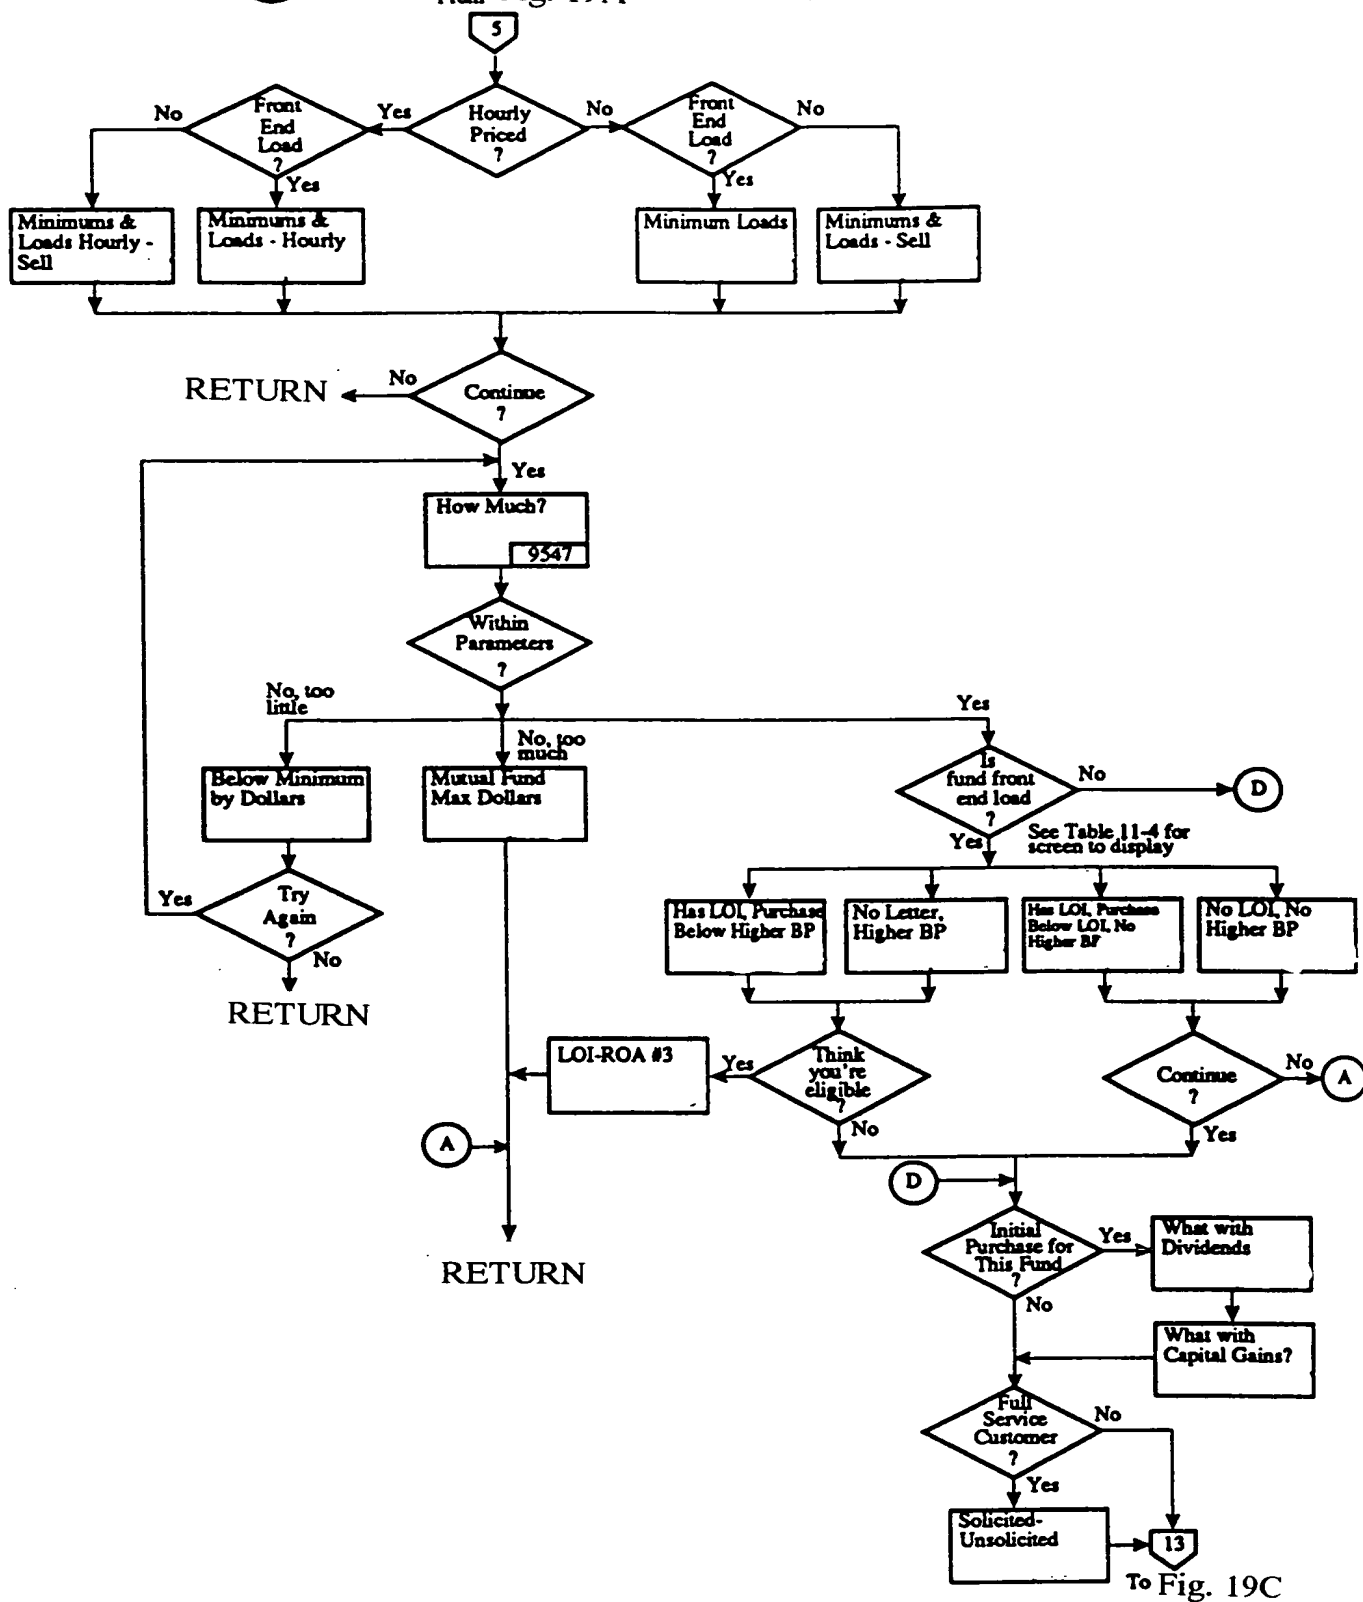 Fig. 19A
5
No
Front
End
Load
?
Yes
Hourly
Priced
?
No
Front
End
Load
?
No
Yes
Yes
Minimums &
Loads Hourly -
Sell
Minimums &
Loads - Hourly
Minimum Loads
Minimums &
Loads - Sell
RETURN
No
Continue
?
Yes
How Much?
9547
Within
Parameters
?
No, too
little
No, too
much
Yes
Below Minimum
by Dollars
Mutual Fund
Max Dollars
Is
fund front
end load
?
No
D
Yes
See Table 11-4 for
screen to display
Yes
Try
Again
?
No
RETURN
Has LOI, Purchase
Below Higher BP
No Letter,
Higher BP
Has LOI, Purchase
Below LOI, No
Higher BP
No LOI, No
Higher BP
LOI-ROA #3
Yes
Think
you're
eligible
?
No
Continue
?
No
A
Yes
A
D
RETURN
Initial
Purchase for
This Fund
?
Yes
What with
Dividends
No
What with
Capital Gains?
Full
Service
Customer
?
No
Yes
Solicited-
Unsolicited
13
To Fig. 19C